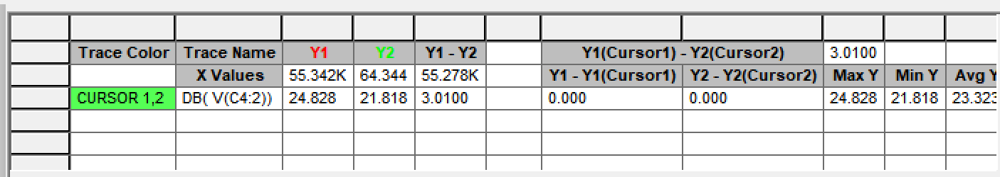 Trace Color Trace Name Y1 Y2 Y1 - Y2 Y1(Cursor1) - Y2(Cursor2) 3.0100
X Values 55.342K 64.344 55.278K Y1 - Y1(Cursor1) Y2 - Y2(Cursor2) Max Y Min Y Avg Y
CURSOR 1,2 DB( V(C4:2)) 24.828 21.818 3.0100 0.000 0.000 24.828 21.818 23.323